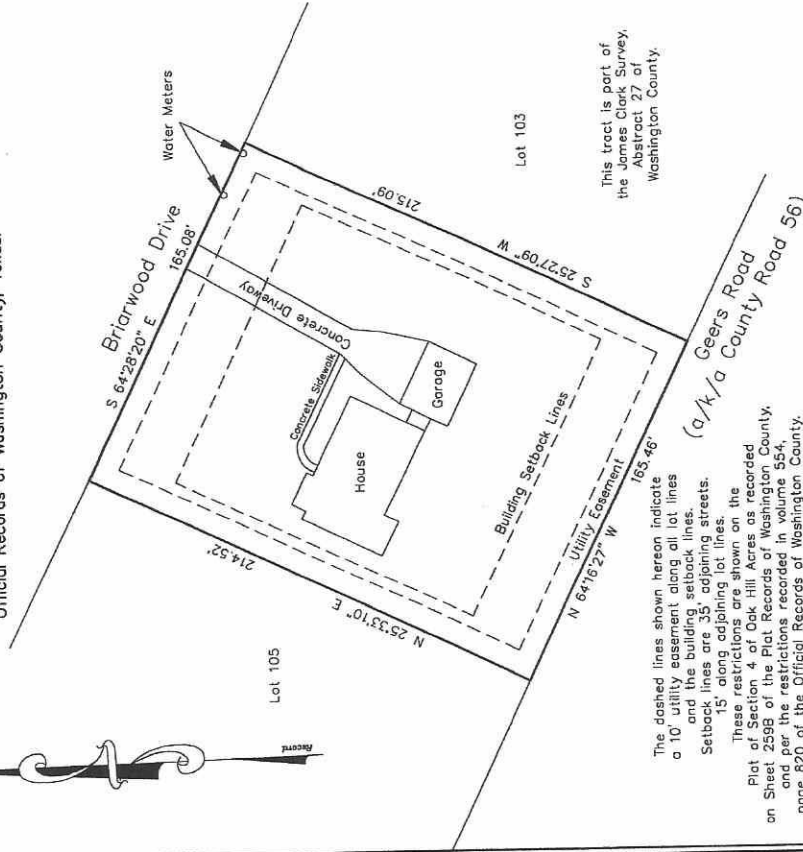 Official Records of Washington County, Texas.
Water Meters
Briarwood Drive
S 64°28'20" E
165.08'
Lot 105
Record
214.52'
N 25°33'10" E
Concrete Driveway
Concrete Sidewalk
House
Garage
Building Setback Lines
Utility Easement
215.09'
S 25°27'09" W
Lot 103
This tract is part of
the James Clark Survey,
Abstract 27 of
Washington County.
N 64°16'27" W
165.46'
Geers Road
(a/k/a County Road 56)
The dashed lines shown hereon indicate
a 10' utility easement along all lot lines
and the building setback lines.
Setback lines are 35' adjoining streets.
15' along adjoining lot lines.
These restrictions are shown on the
Plat of Section 4 of Oak Hill Acres as recorded
on Sheet 259B of the Plat Records of Washington County,
and per the restrictions recorded in volume 554,
page 820 of the Official Records of Washington County.